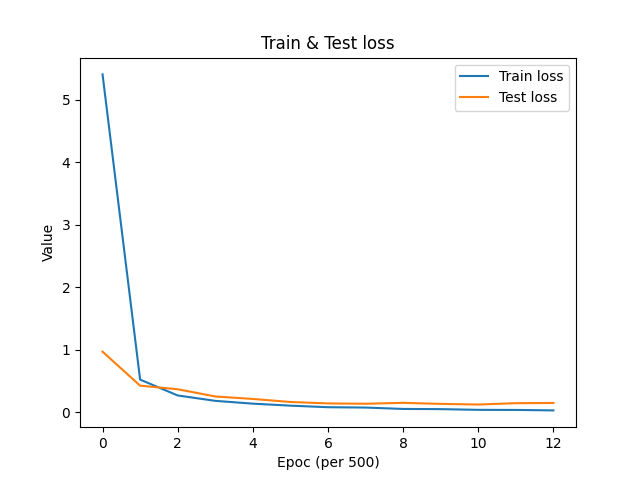 Train & Test loss
Train loss
Test loss
5
4
3
2
1
0
Value
0 2 4 6 8 10 12
Epoc (per 500)